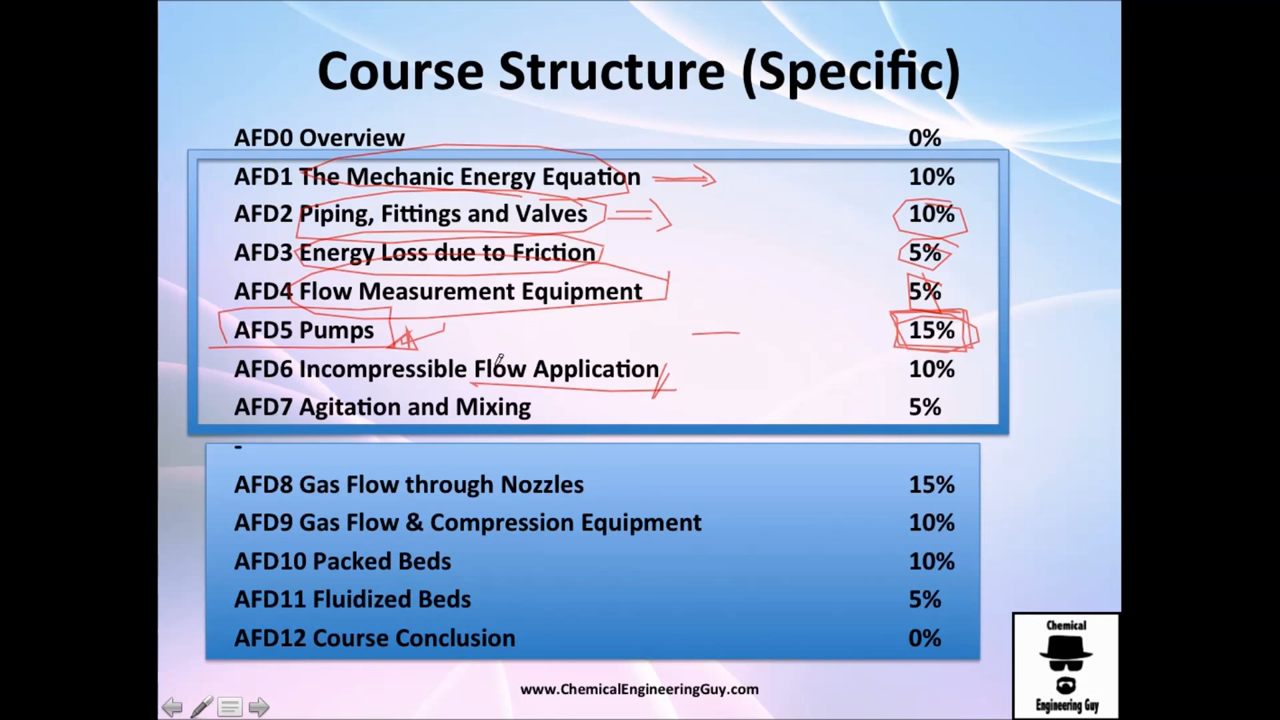 Course Structure (Specific)
AFD0 Overview 0%
AFD1 The Mechanic Energy Equation 10%
AFD2 Piping, Fittings and Valves 10%
AFD3 Energy Loss due to Friction 5%
AFD4 Flow Measurement Equipment 5%
AFD5 Pumps 15%
AFD6 Incompressible Flow Application 10%
AFD7 Agitation and Mixing 5%
-
AFD8 Gas Flow through Nozzles 15%
AFD9 Gas Flow & Compression Equipment 10%
AFD10 Packed Beds 10%
AFD11 Fluidized Beds 5%
AFD12 Course Conclusion 0%
Chemical
Engineering Guy
www.ChemicalEngineeringGuy.com